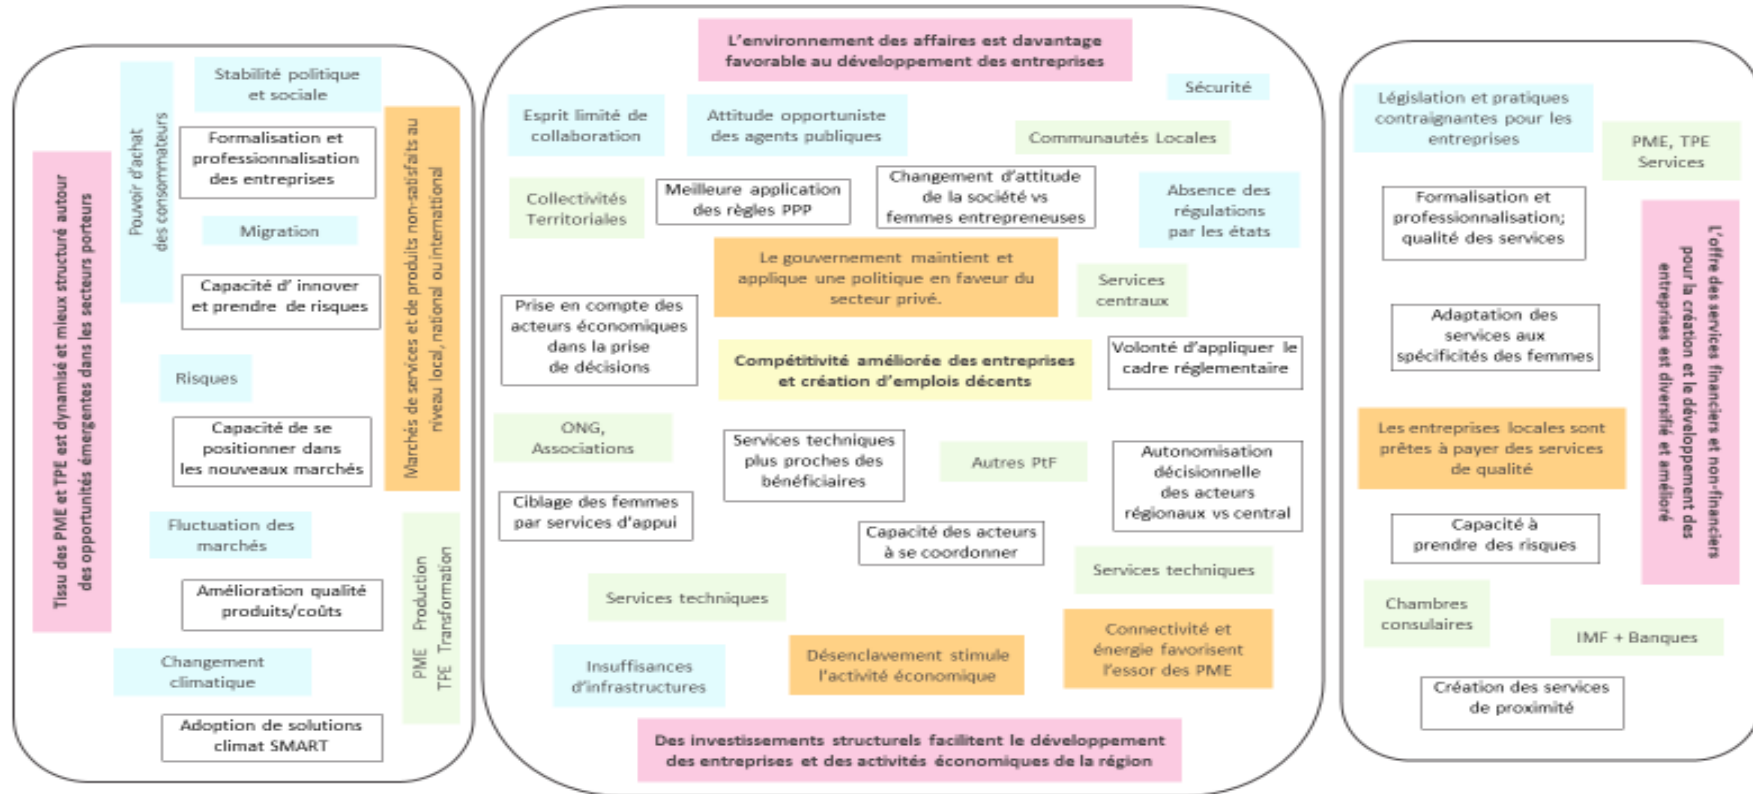 Tissu des PME et TPE est dynamisé et mieux structuré autour
des opportunités émergentes dans les secteurs porteurs
Pouvoir d'achat
des consommateurs
Stabilité politique
et sociale
Formalisation et
professionnalisation
des entreprises
Migration
Capacité d' innover
et prendre de risques
Risques
Capacité de se
positionner dans
les nouveaux marchés
Fluctuation des
marchés
Amélioration qualité
produits/coûts
Changement
climatique
Adoption de solutions
climat SMART
Marchés de services et de produits non-satisfaits au
niveau local, national ou international
PME Production
TPE Transformation
L'environnement des affaires est davantage
favorable au développement des entreprises
Sécurité
Esprit limité de
collaboration
Attitude opportuniste
des agents publiques
Communautés Locales
Collectivités
Territoriales
Meilleure application
des règles PPP
Changement d'attitude
de la société vs
femmes entrepreneuses
Absence des
régulations
par les états
Le gouvernement maintient et
applique une politique en faveur du
secteur privé.
Services
centraux
Prise en compte des
acteurs économiques
dans la prise
de décisions
Compétitivité améliorée des entreprises
et création d'emplois décents
Volonté d'appliquer le
cadre réglementaire
ONG,
Associations
Services techniques
plus proches des
bénéficiaires
Autres PtF
Autonomisation
décisionnelle
des acteurs
régionaux vs central
Ciblage des femmes
par services d'appui
Capacité des acteurs
à se coordonner
Services techniques
Services techniques
Insuffisances
d'infrastructures
Désenclavement stimule
l'activité économique
Connectivité et
énergie favorisent
l'essor des PME
Des investissements structurels facilitent le développement
des entreprises et des activités économiques de la région
Législation et pratiques
contraignantes pour les
entreprises
PME, TPE
Services
Formalisation et
professionnalisation;
qualité des services
Adaptation des
services aux
spécificités des femmes
Les entreprises locales sont
prêtes à payer des services
de qualité
Capacité à
prendre des risques
Chambres
consulaires
IMF + Banques
Création des services
de proximité
L'offre des services financiers et non-financiers
pour la création et le développement des
entreprises est diversifié et amélioré